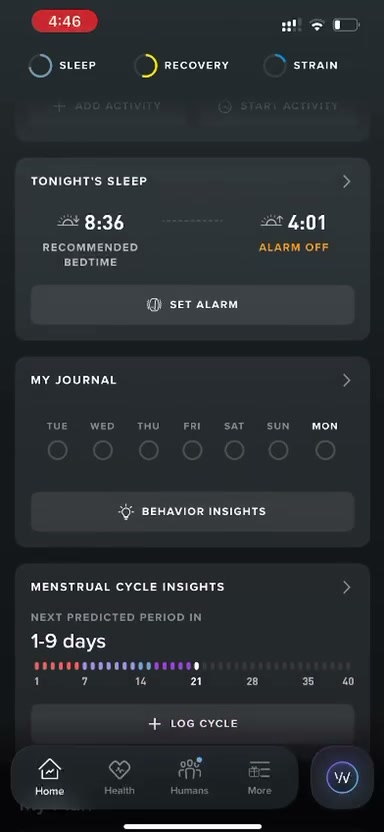 4:46
SLEEP RECOVERY STRAIN
+ ADD ACTIVITY START ACTIVITY
TONIGHT'S SLEEP
8:36 4:01
RECOMMENDED BEDTIME ALARM OFF
SET ALARM
MY JOURNAL
TUE WED THU FRI SAT SUN MON
BEHAVIOR INSIGHTS
MENSTRUAL CYCLE INSIGHTS
NEXT PREDICTED PERIOD IN
1-9 days
1 7 14 21 28 35 40
+ LOG CYCLE
Home Health Humans More
W